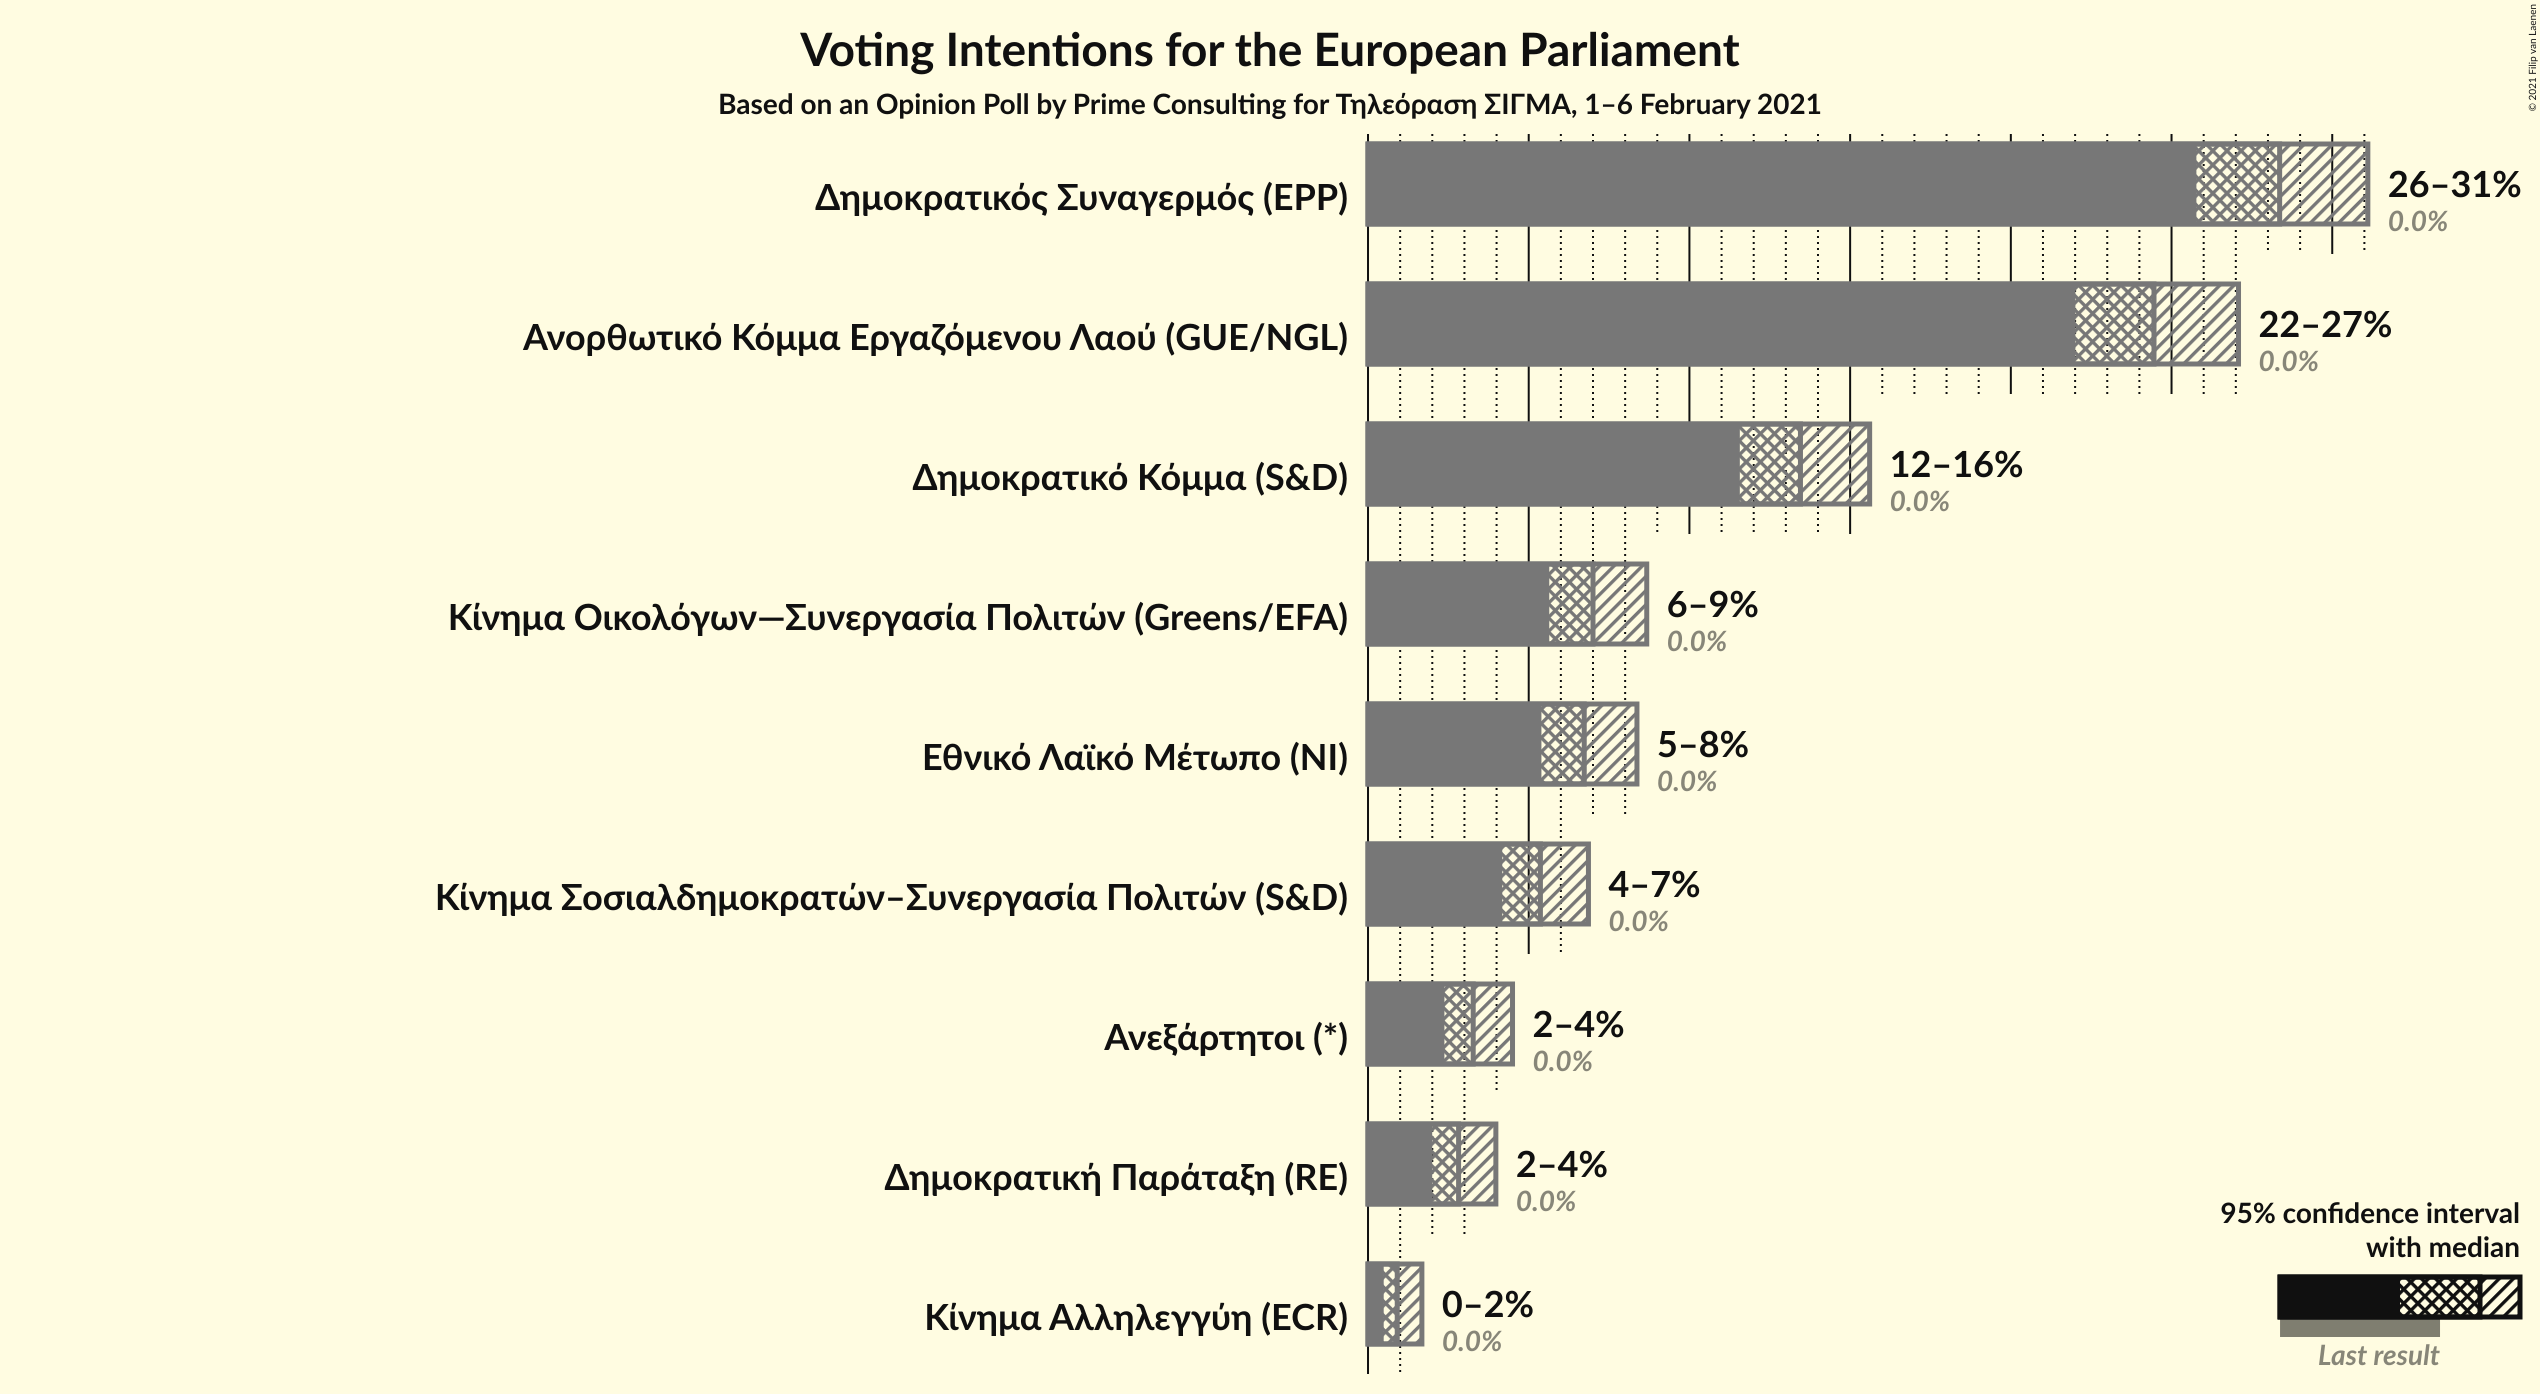 © 2021 Filip van Laenen
Voting Intentions for the European Parliament
Based on an Opinion Poll by Prime Consulting for Τηλεόραση ΣΙΓΜΑ, 1–6 February 2021
Δημοκρατικός Συναγερμός (EPP)
26–31%
0.0%
Ανορθωτικό Κόμμα Εργαζόμενου Λαού (GUE/NGL)
22–27%
0.0%
Δημοκρατικό Κόμμα (S&D)
12–16%
0.0%
Κίνημα Οικολόγων—Συνεργασία Πολιτών (Greens/EFA)
6–9%
0.0%
Εθνικό Λαϊκό Μέτωπο (NI)
5–8%
0.0%
Κίνημα Σοσιαλδημοκρατών–Συνεργασία Πολιτών (S&D)
4–7%
0.0%
Ανεξάρτητοι (*)
2–4%
0.0%
Δημοκρατική Παράταξη (RE)
2–4%
0.0%
Κίνημα Αλληλεγγύη (ECR)
0–2%
0.0%
95% confidence interval
with median
Last result